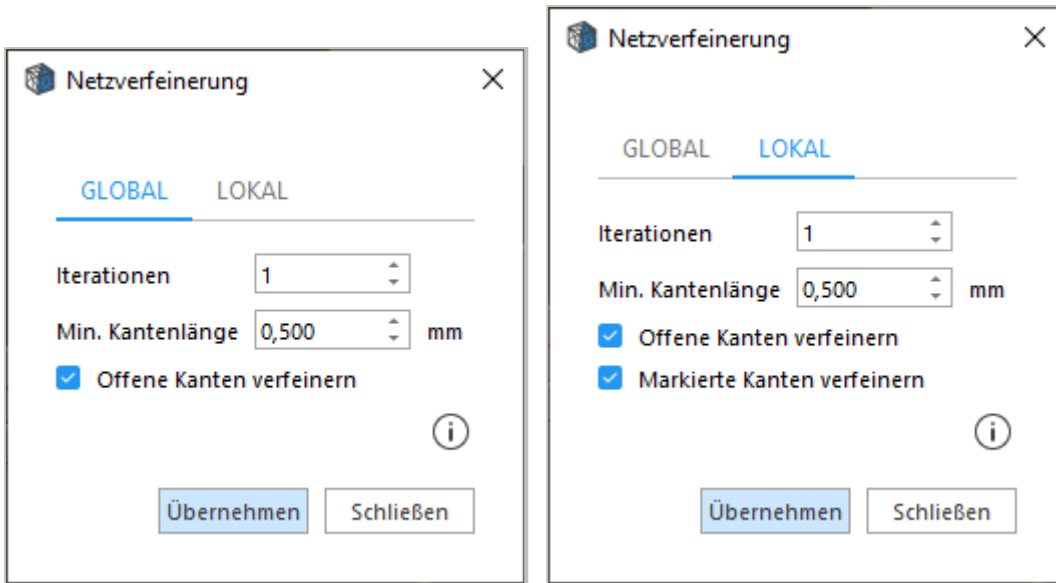 Netzverfeinerung
GLOBAL LOKAL
Iterationen 1
Min. Kantenlänge 0,500 mm
Offene Kanten verfeinern
Übernehmen Schließen
Netzverfeinerung
GLOBAL LOKAL
Iterationen 1
Min. Kantenlänge 0,500 mm
Offene Kanten verfeinern
Markierte Kanten verfeinern
Übernehmen Schließen